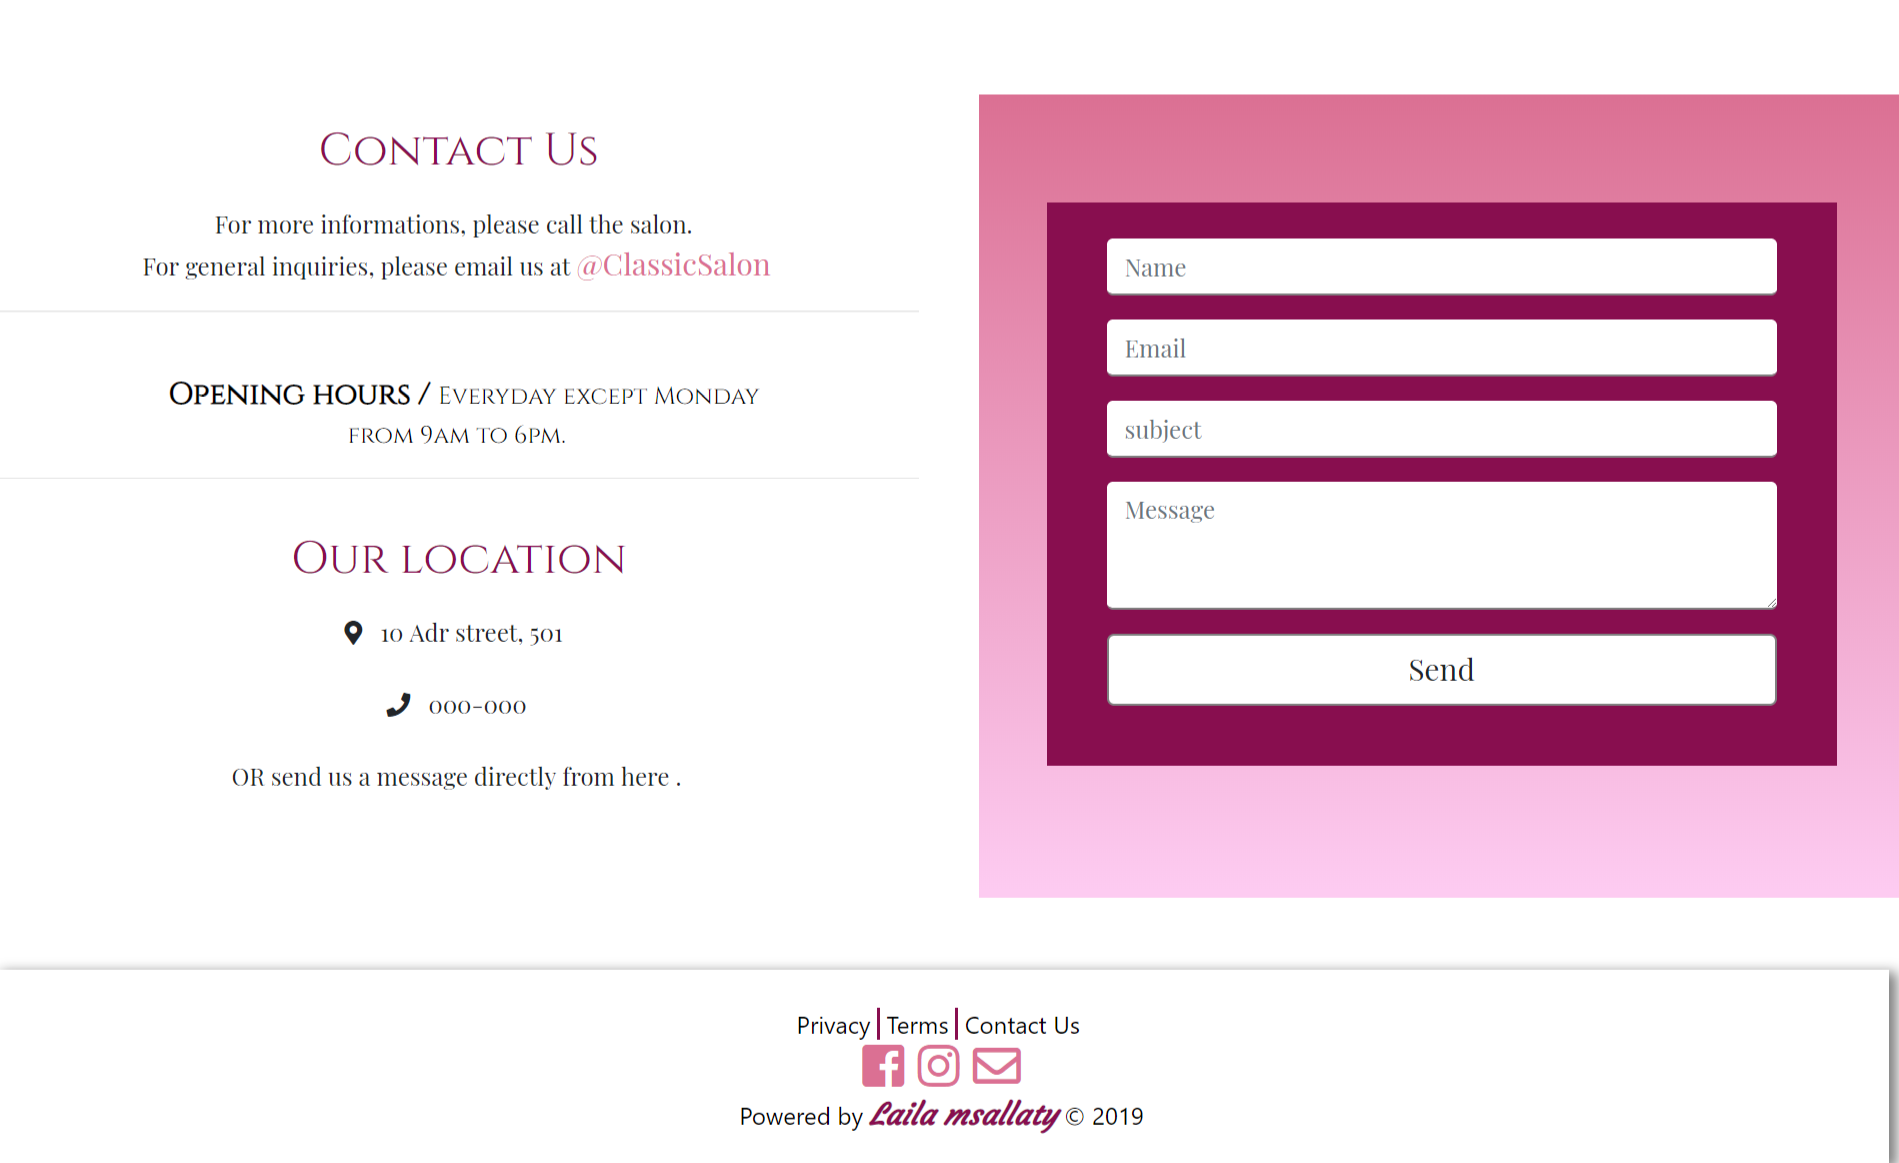 Contact Us
For more informations, please call the salon.
For general inquiries, please email us at @ClassicSalon
Opening hours / Everyday except Monday
from 9am to 6pm.
Our location
10 Adr street, 501
000-000
OR send us a message directly from here .
Name
Email
subject
Message
Send
Privacy Terms Contact Us
Powered by Laila msallaty © 2019